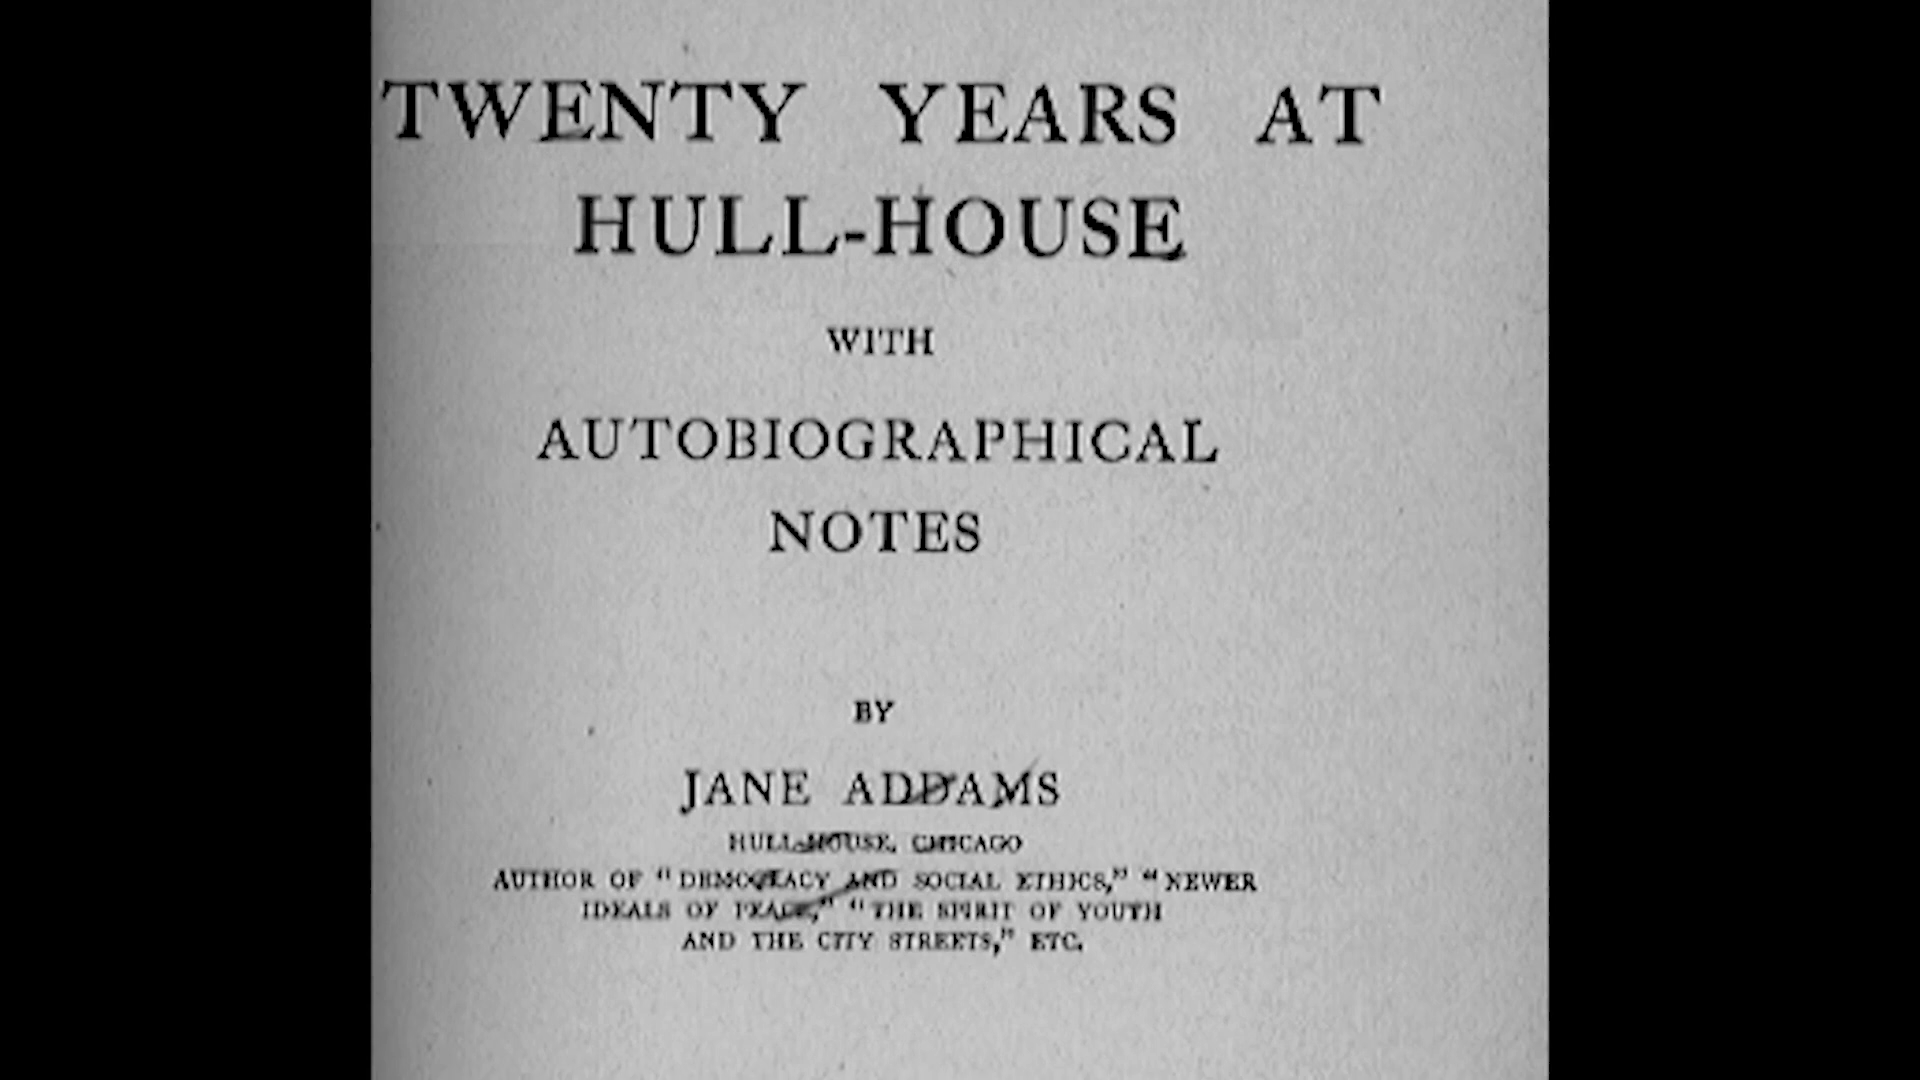 TWENTY YEARS AT
HULL-HOUSE
WITH
AUTOBIOGRAPHICAL
NOTES
BY
JANE ADDAMS
HULL-HOUSE, CHICAGO
AUTHOR OF "DEMOCRACY AND SOCIAL ETHICS," "NEWER
IDEALS OF PEACE," "THE SPIRIT OF YOUTH
AND THE CITY STREETS," ETC.